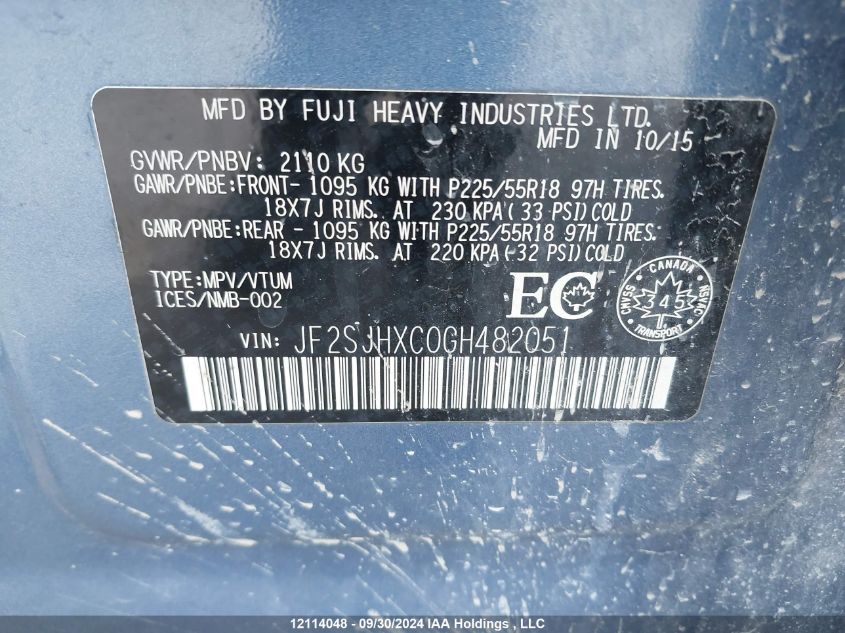 MFD BY FUJI HEAVY INDUSTRIES LTD.
MFD IN 10/15
GVWR/PNBV: 2110 KG
GAWR/PNBE:FRONT- 1095 KG WITH P225/55R18 97H TIRES.
18X7J RIMS. AT 230 KPA( 33 PSI)COLD
GAWR/PNBE:REAR - 1095 KG WITH P225/55R18 97H TIRES.
18X7J RIMS. AT 220 KPA(-32 PSI)COLD
TYPE:MPV/VTUM
ICES/NMB-002
EC
CANADA
CMVSS
345
NSVAC
TRANSPORT
VIN: JF2SJHXC0GH482051
12114048 - 09/30/2024 IAA Holdings , LLC